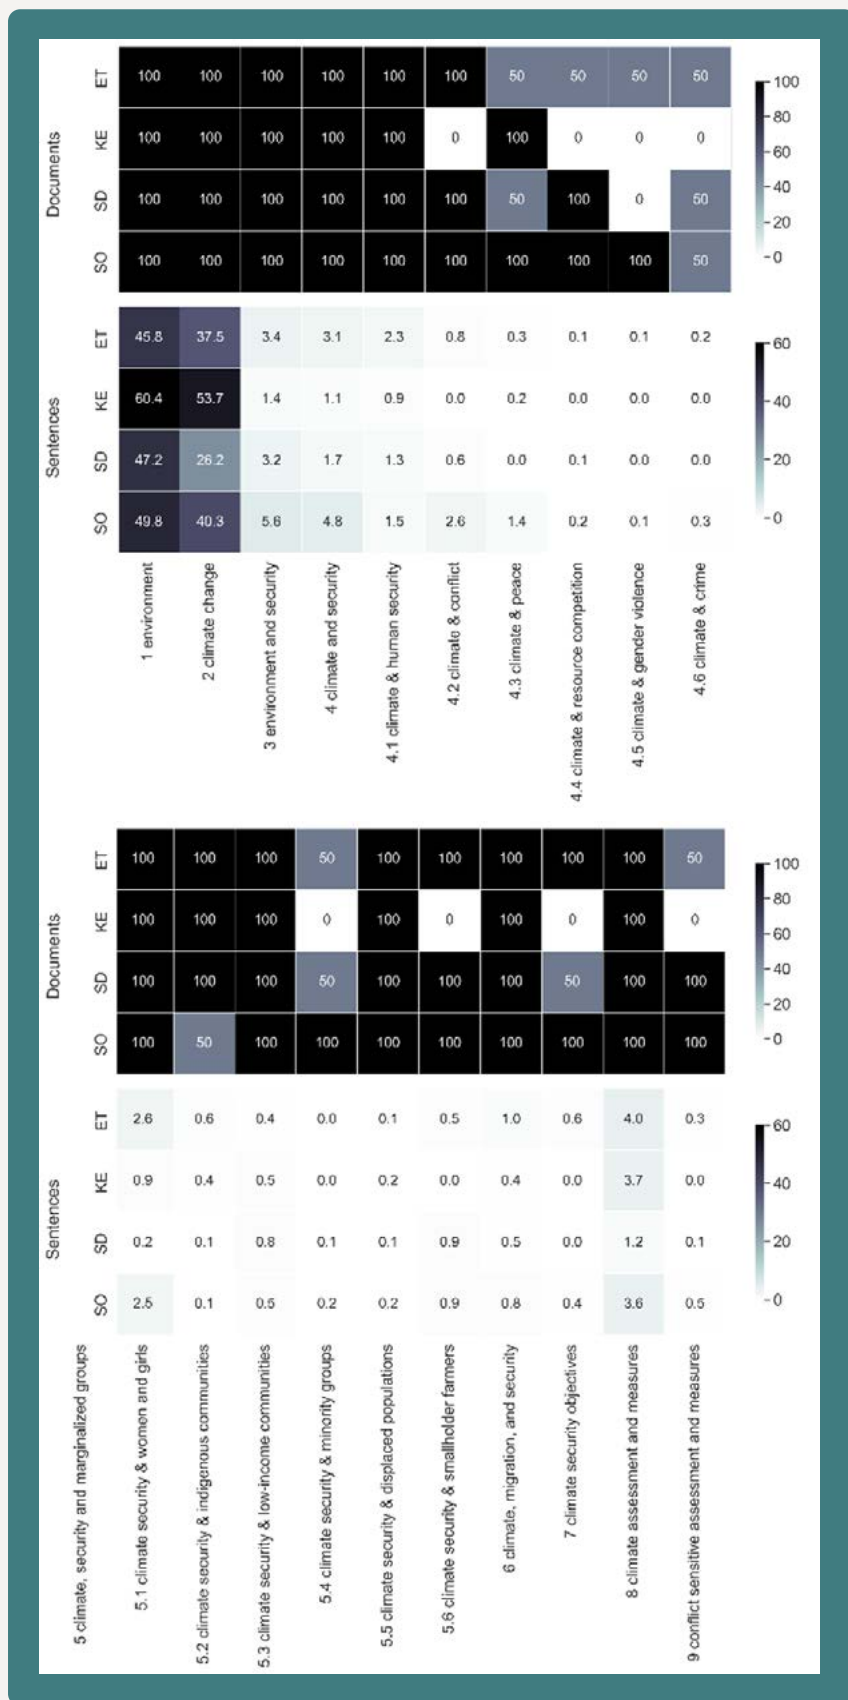 Documents
ET 100 100 100 100 100 100 50 50 50 50
KE 100 100 100 100 100 0 100 0 0 0
SD 100 100 100 100 100 100 50 100 0 50
SO 100 100 100 100 100 100 100 100 100 50
100
80
60
40
20
0
Sentences
ET 45.8 37.5 3.4 3.1 2.3 0.8 0.3 0.1 0.1 0.2
KE 60.4 53.7 1.4 1.1 0.9 0.0 0.2 0.0 0.0 0.0
SD 47.2 26.2 3.2 1.7 1.3 0.6 0.0 0.1 0.0 0.0
SO 49.8 40.3 5.6 4.8 1.5 2.6 1.4 0.2 0.1 0.3
60
40
20
0
1 environment
2 climate change
3 environment and security
4 climate and security
4.1 climate & human security
4.2 climate & conflict
4.3 climate & peace
4.4 climate & resource competition
4.5 climate & gender violence
4.6 climate & crime
Documents
ET 100 100 100 50 100 100 100 100 100 50
KE 100 100 100 0 100 0 100 0 100 0
SD 100 100 100 50 100 100 100 50 100 100
SO 100 50 100 100 100 100 100 100 100 100
100
80
60
40
20
0
Sentences
ET 2.6 0.6 0.4 0.0 0.1 0.5 1.0 0.6 4.0 0.3
KE 0.9 0.4 0.5 0.0 0.2 0.0 0.4 0.0 3.7 0.0
SD 0.2 0.1 0.8 0.1 0.1 0.9 0.5 0.0 1.2 0.1
SO 2.5 0.1 0.5 0.2 0.2 0.9 0.8 0.4 3.6 0.5
60
40
20
0
5 climate, security and marginalized groups
5.1 climate security & women and girls
5.2 climate security & indigenous communities
5.3 climate security & low-income communities
5.4 climate security & minority groups
5.5 climate security & displaced populations
5.6 climate security & smallholder farmers
6 climate, migration, and security
7 climate security objectives
8 climate assessment and measures
9 conflict sensitive assessment and measures